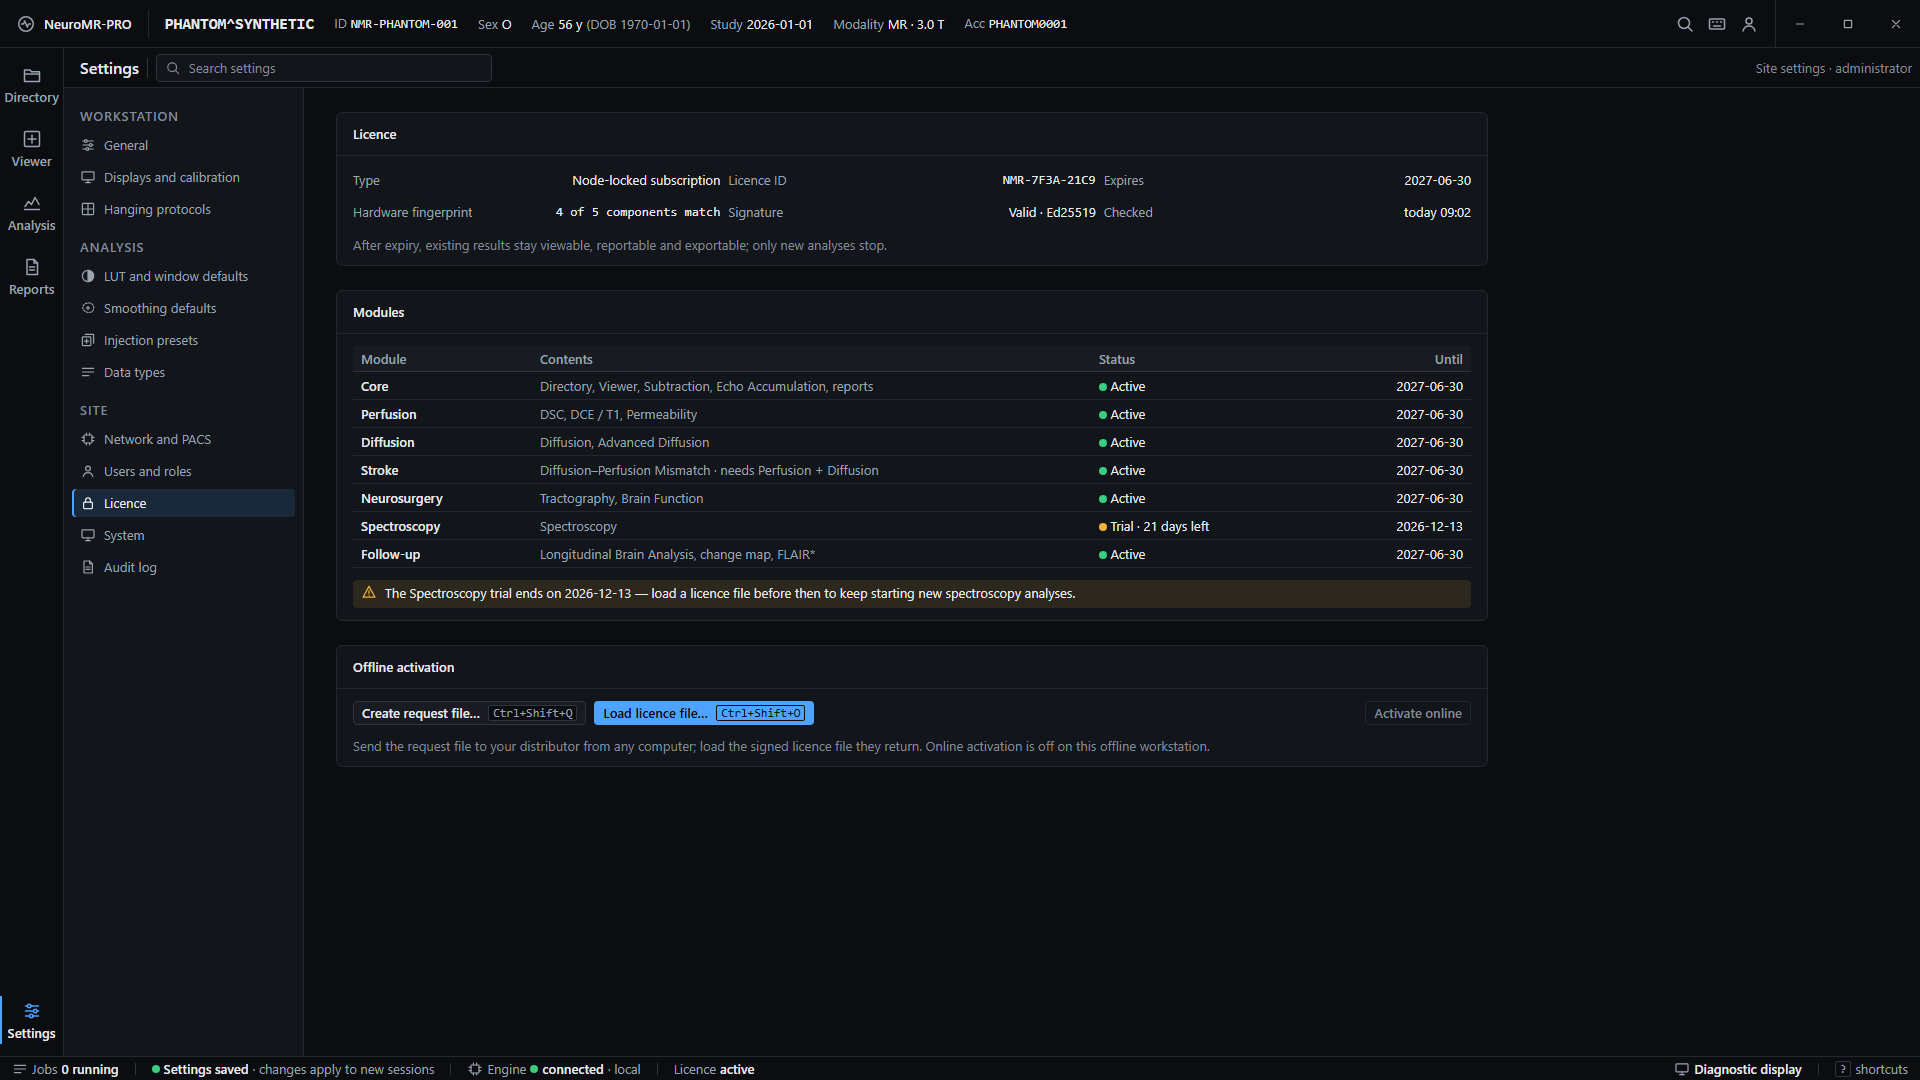 NeuroMR-PRO PHANTOM^SYNTHETIC ID NMR-PHANTOM-001 Sex O Age 56 y (DOB 1970-01-01) Study 2026-01-01 Modality MR · 3.0 T Acc PHANTOM0001
Settings Search settings Site settings · administrator
Directory
Viewer
Analysis
Reports
Settings
WORKSTATION
General
Displays and calibration
Hanging protocols
ANALYSIS
LUT and window defaults
Smoothing defaults
Injection presets
Data types
SITE
Network and PACS
Users and roles
Licence
System
Audit log
Licence
Type Node-locked subscription Licence ID NMR-7F3A-21C9 Expires 2027-06-30
Hardware fingerprint 4 of 5 components match Signature Valid · Ed25519 Checked today 09:02
After expiry, existing results stay viewable, reportable and exportable; only new analyses stop.
Modules
Module Contents Status Until
Core Directory, Viewer, Subtraction, Echo Accumulation, reports Active 2027-06-30
Perfusion DSC, DCE / T1, Permeability Active 2027-06-30
Diffusion Diffusion, Advanced Diffusion Active 2027-06-30
Stroke Diffusion–Perfusion Mismatch · needs Perfusion + Diffusion Active 2027-06-30
Neurosurgery Tractography, Brain Function Active 2027-06-30
Spectroscopy Spectroscopy Trial · 21 days left 2026-12-13
Follow-up Longitudinal Brain Analysis, change map, FLAIR* Active 2027-06-30
The Spectroscopy trial ends on 2026-12-13 — load a licence file before then to keep starting new spectroscopy analyses.
Offline activation
Create request file... Ctrl+Shift+Q Load licence file... Ctrl+Shift+O Activate online
Send the request file to your distributor from any computer; load the signed licence file they return. Online activation is off on this offline workstation.
Jobs 0 running Settings saved · changes apply to new sessions Engine connected · local Licence active Diagnostic display ? shortcuts